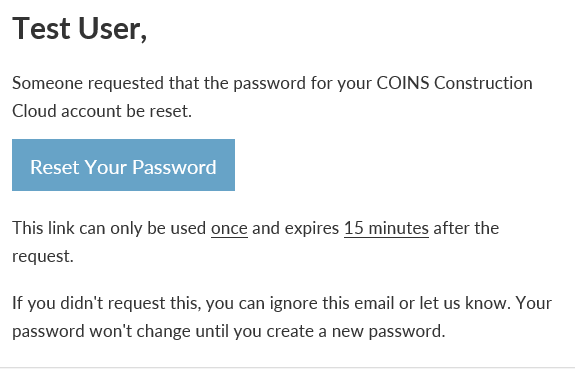 Test User,
Someone requested that the password for your COINS Construction
Cloud account be reset.
Reset Your Password
This link can only be used once and expires 15 minutes after the
request.
If you didn't request this, you can ignore this email or let us know. Your
password won't change until you create a new password.